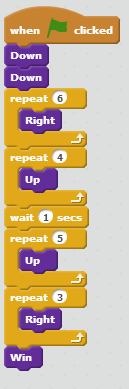 when clicked
Down
Down
repeat 6
Right
repeat 4
Up
wait 1 secs
repeat 5
Up
repeat 3
Right
Win